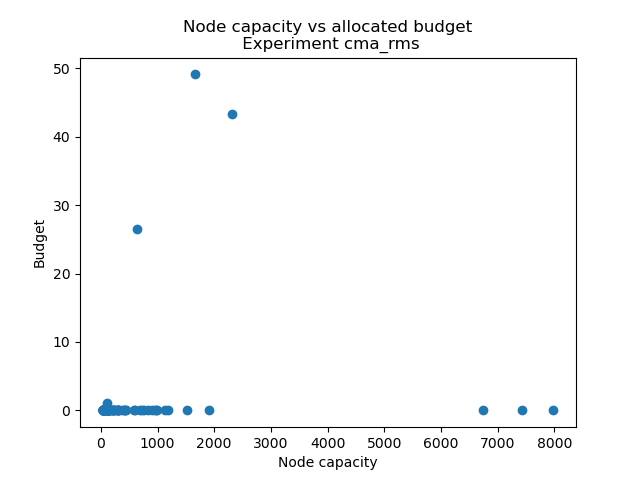 Node capacity vs allocated budget
Experiment cma_rms
50
40
30
20
10
0
Budget
0 1000 2000 3000 4000 5000 6000 7000 8000
Node capacity